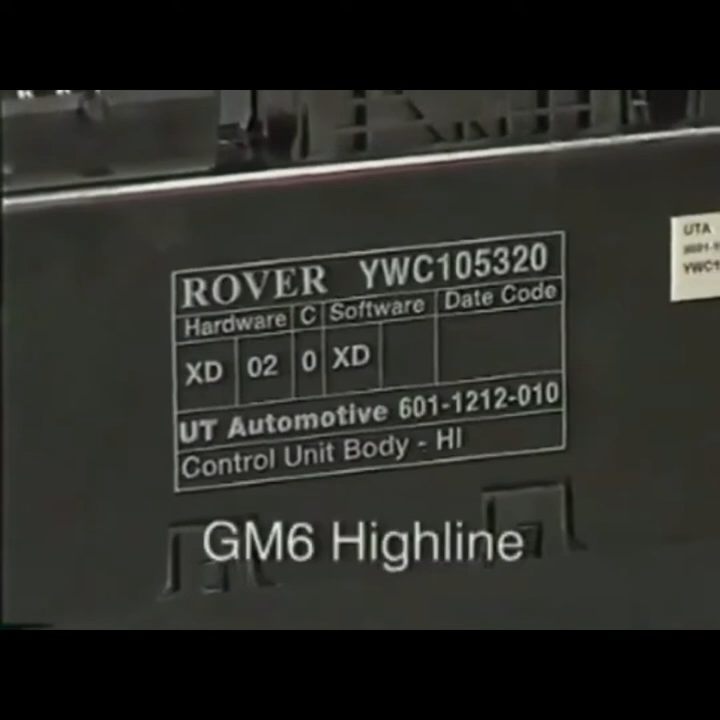 ROVER YWC105320
Hardware C Software Date Code
XD 02 0 XD
UT Automotive 601-1212-010
Control Unit Body - HI
GM6 Highline
UTA
YWC1